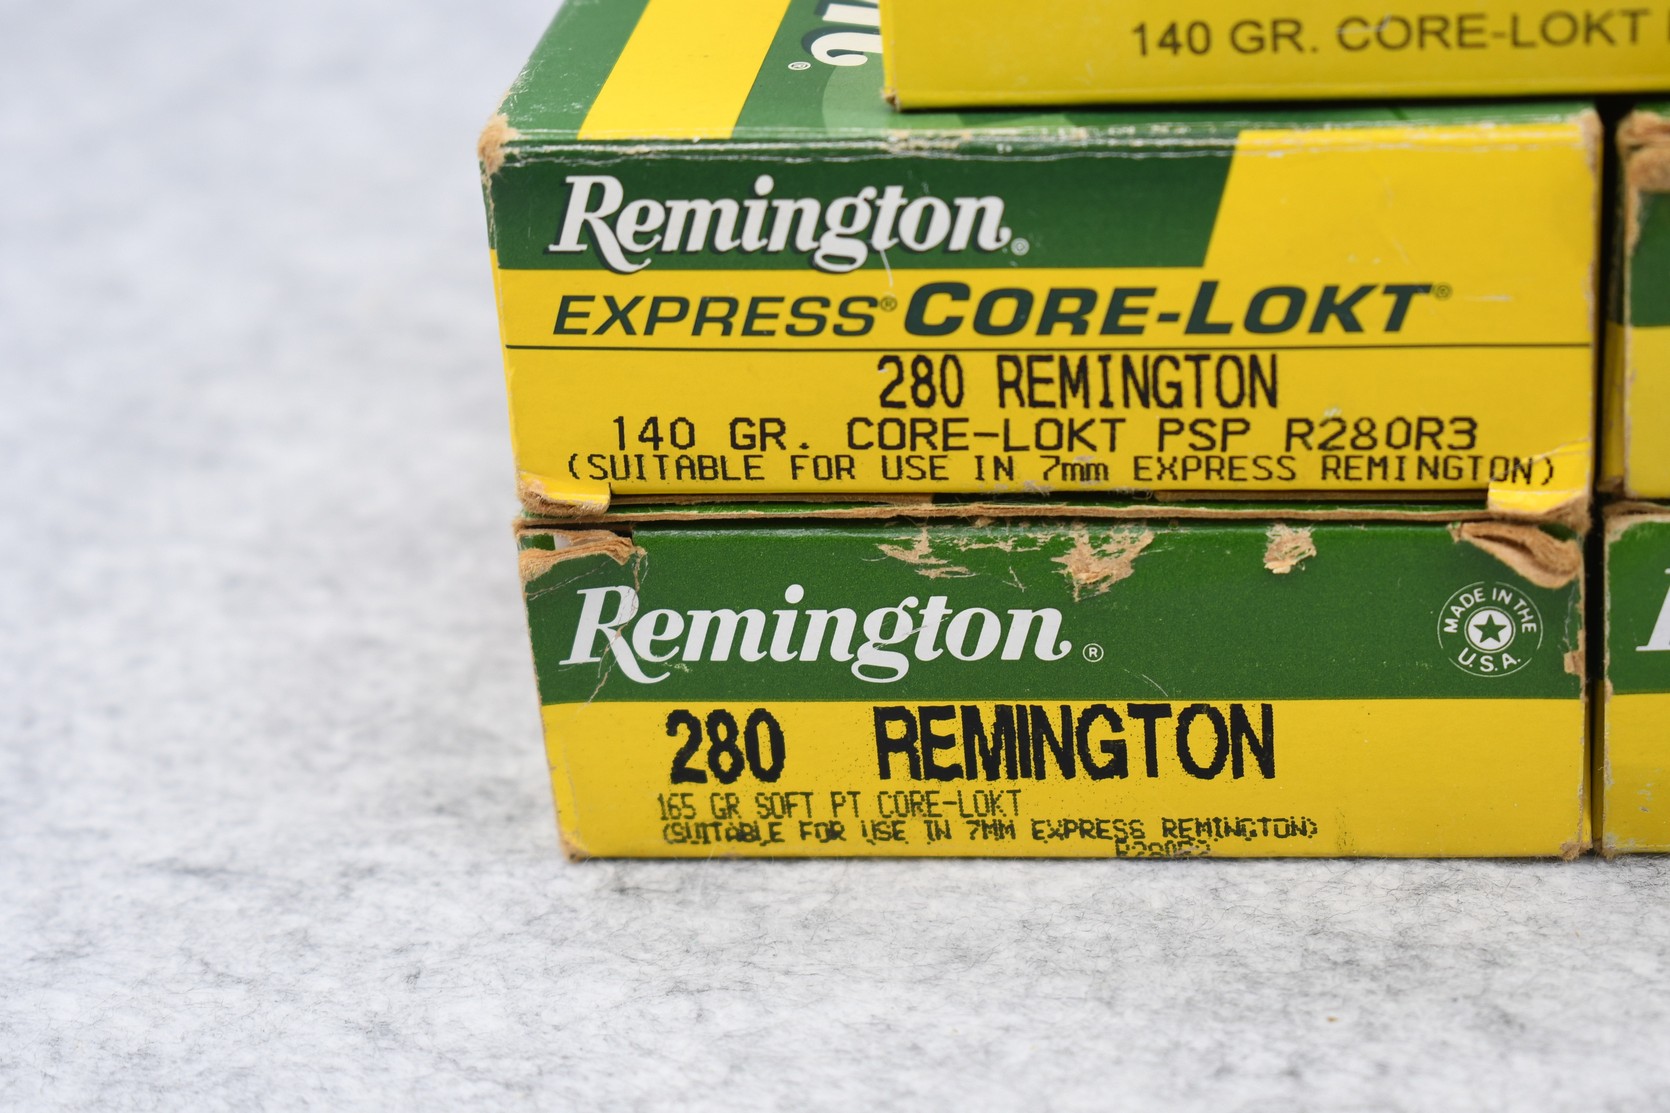 140 GR. CORE-LOKT
Remington®
EXPRESS® CORE-LOKT®
280 REMINGTON
140 GR. CORE-LOKT PSP R280R3
(SUITABLE FOR USE IN 7mm EXPRESS REMINGTON)
Remington®
MADE IN THE
U.S.A.
280 REMINGTON
165 GR SOFT PT CORE-LOKT
(SUITABLE FOR USE IN 7MM EXPRESS REMINGTON)